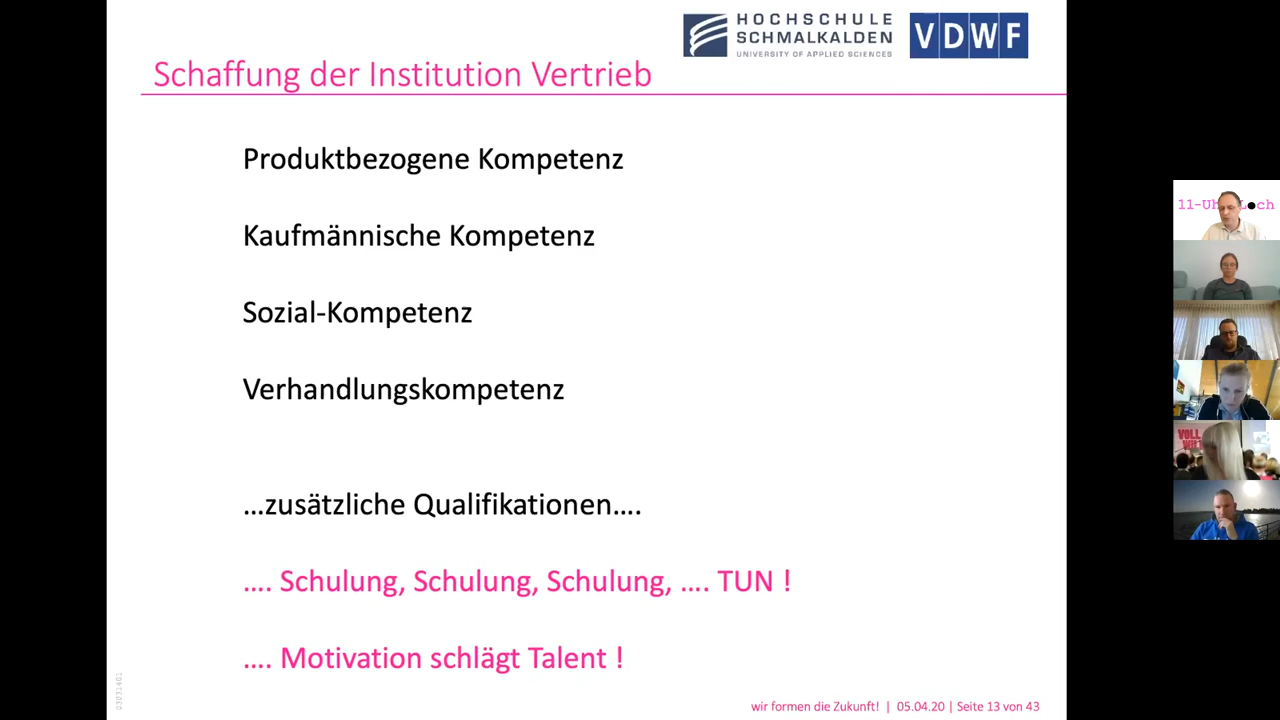 HOCHSCHULE
SCHMALKALDEN
UNIVERSITY OF APPLIED SCIENCES
VDWF
Schaffung der Institution Vertrieb
Produktbezogene Kompetenz
Kaufmännische Kompetenz
Sozial-Kompetenz
Verhandlungskompetenz
...zusätzliche Qualifikationen....
.... Schulung, Schulung, Schulung, .... TUN !
.... Motivation schlägt Talent !
03031401
wir formen die Zukunft! | 05.04.20 | Seite 13 von 43
VOLL